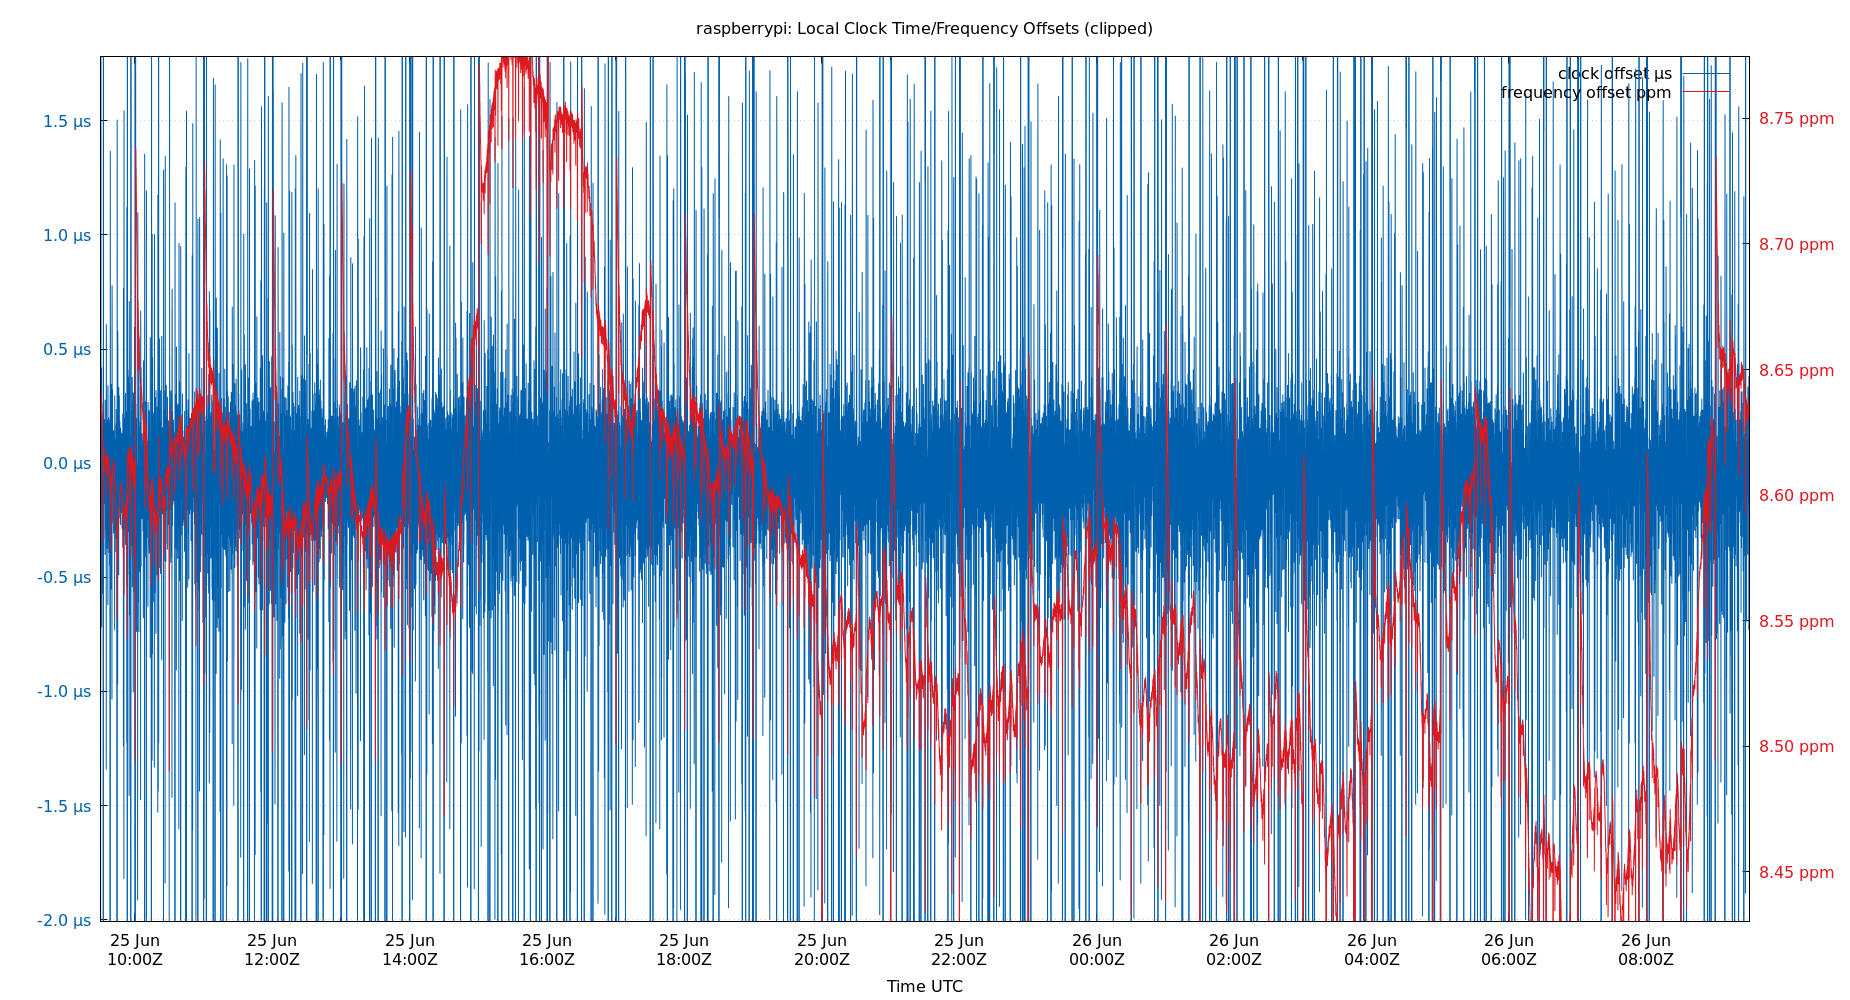 raspberrypi: Local Clock Time/Frequency Offsets (clipped)
clock offset µs
frequency offset ppm
1.5 µs
1.0 µs
0.5 µs
0.0 µs
-0.5 µs
-1.0 µs
-1.5 µs
-2.0 µs
8.75 ppm
8.70 ppm
8.65 ppm
8.60 ppm
8.55 ppm
8.50 ppm
8.45 ppm
25 Jun 25 Jun 25 Jun 25 Jun 25 Jun 25 Jun 25 Jun 26 Jun 26 Jun 26 Jun 26 Jun 26 Jun
10:00Z 12:00Z 14:00Z 16:00Z 18:00Z 20:00Z 22:00Z 00:00Z 02:00Z 04:00Z 06:00Z 08:00Z
Time UTC